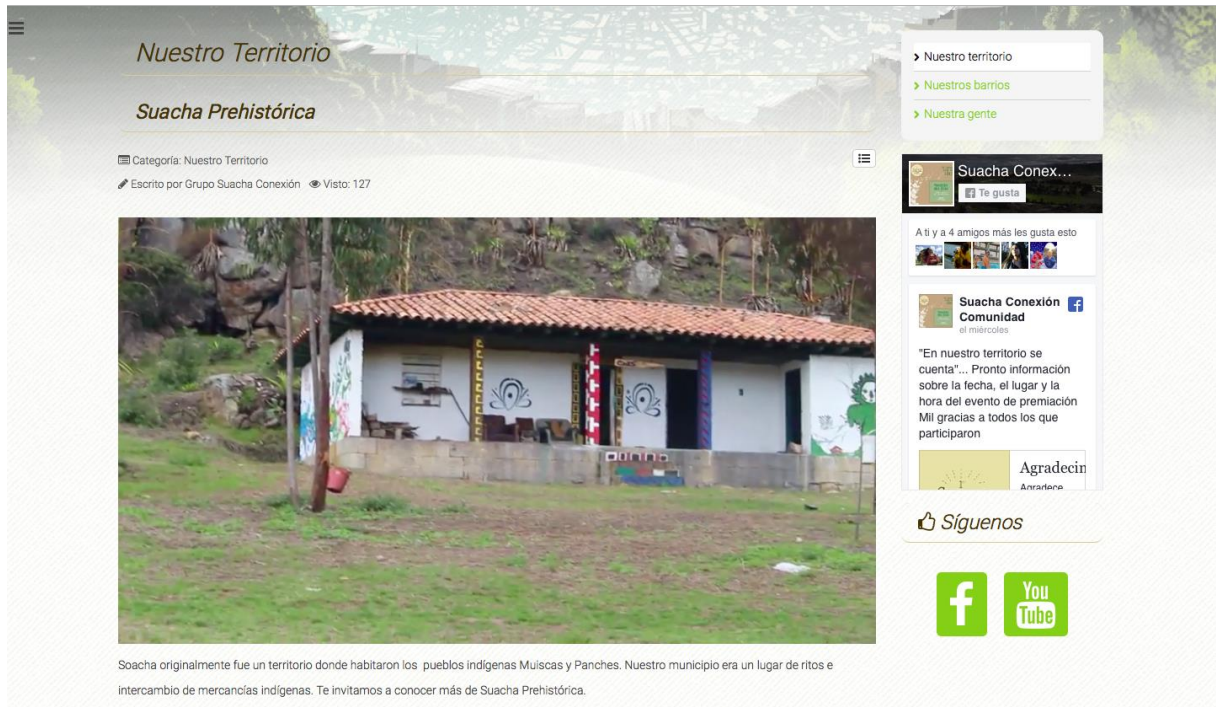 Nuestro Territorio
Suacha Prehistórica
Categoría: Nuestro Territorio
Escrito por Grupo Suacha Conexión Visto: 127
Soacha originalmente fue un territorio donde habitaron los pueblos indígenas Muiscas y Panches. Nuestro municipio era un lugar de ritos e
intercambio de mercancías indígenas. Te invitamos a conocer más de Suacha Prehistórica.
Nuestro territorio
Nuestros barrios
Nuestra gente
Suacha Conex...
Te gusta
A ti y a 4 amigos más les gusta esto
Suacha Conexión
Comunidad
el miércoles
"En nuestro territorio se
cuenta"... Pronto información
sobre la fecha, el lugar y la
hora del evento de premiación
Mil gracias a todos los que
participaron
Agradecin
Agradece
Síguenos
You
Tube